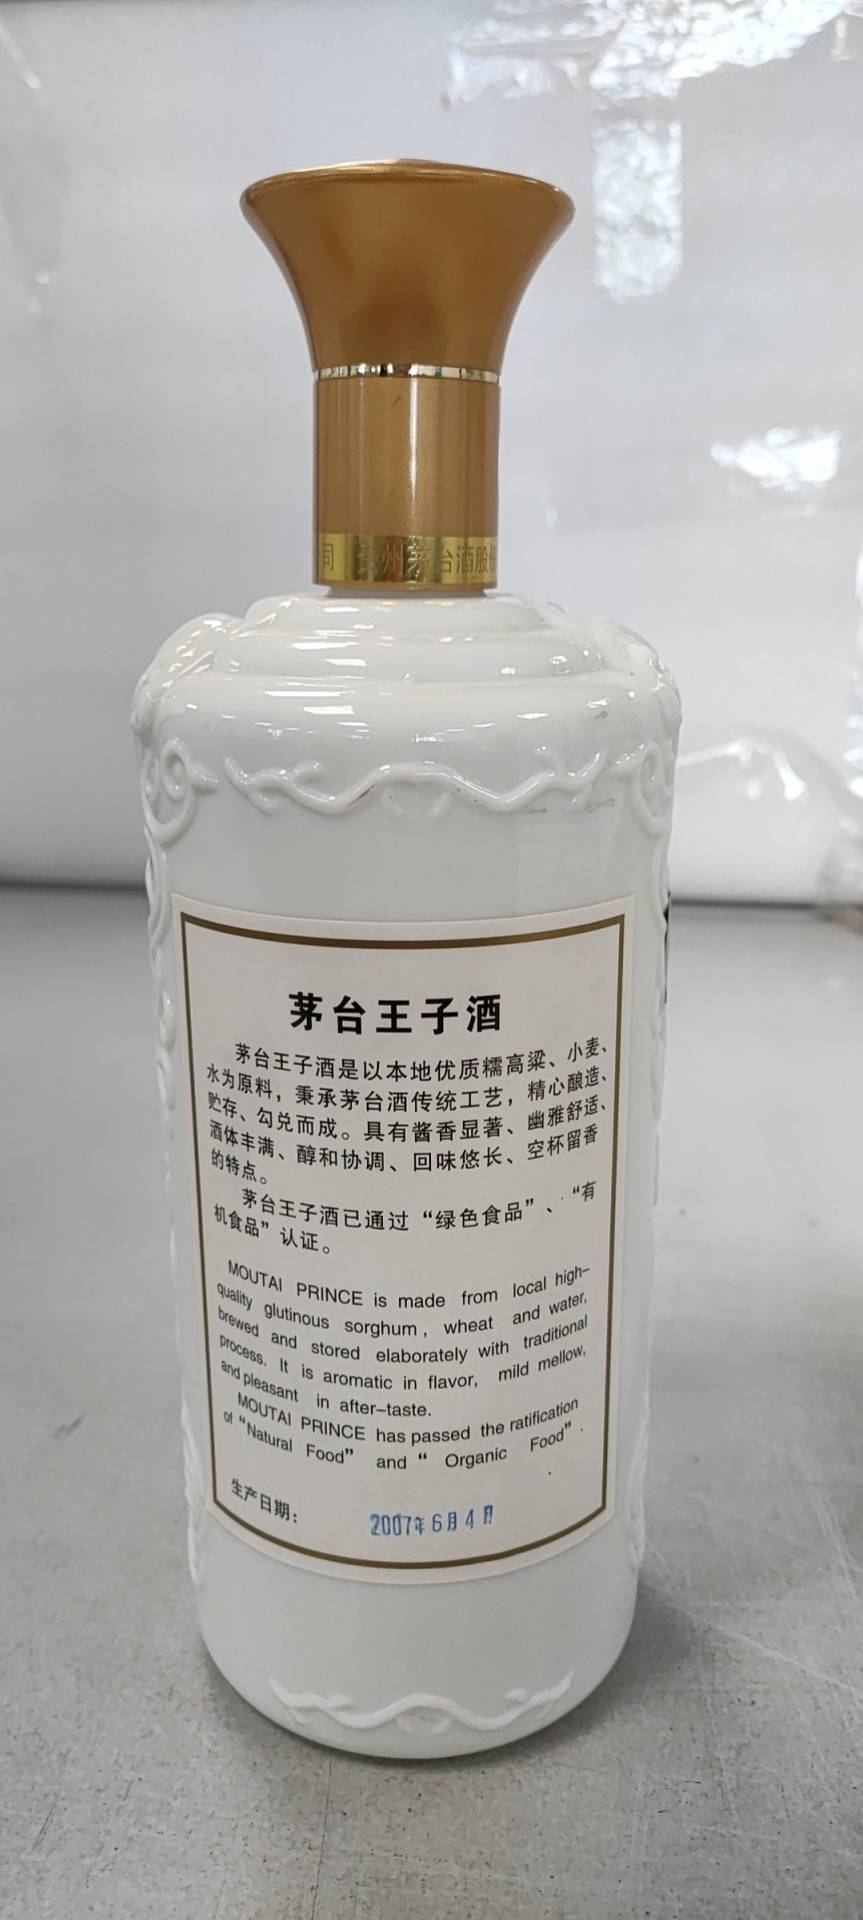 司 贵州茅台酒股份
茅台王子酒
茅台王子酒是以本地优质糯高粱、小麦、
水为原料，秉承茅台酒传统工艺，精心酿造、
贮存、勾兑而成。具有酱香显著、幽雅舒适、
酒体丰满、醇和协调、回味悠长、空杯留香
的特点。
茅台王子酒已通过“绿色食品”、“有
机食品”认证。
MOUTAI PRINCE is made from local high-
quality glutinous sorghum, wheat and water,
brewed and stored elaborately with traditional
process. It is aromatic in flavor, mild mellow,
and pleasant in after-taste.
MOUTAI PRINCE has passed the ratification
of “Natural Food” and “ Organic Food”.
生产日期： 2007年6月4日